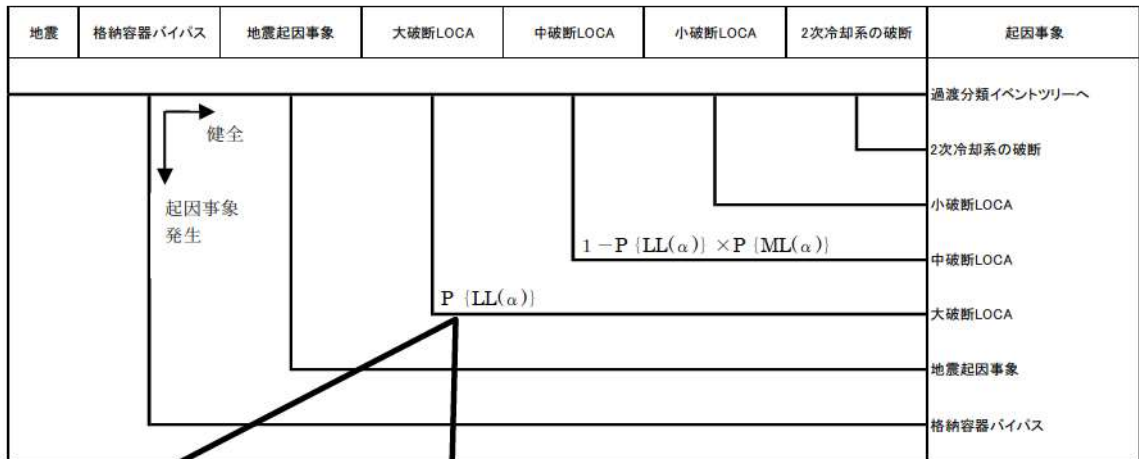 地震 格納容器バイパス 地震起因事象 大破断LOCA 中破断LOCA 小破断LOCA 2次冷却系の破断 起因事象
過渡分類イベントツリーへ
健全
2次冷却系の破断
起因事象
発生
小破断LOCA
1－P｛LL(α)｝×P｛ML(α)｝
中破断LOCA
P｛LL(α)｝
大破断LOCA
地震起因事象
格納容器バイパス